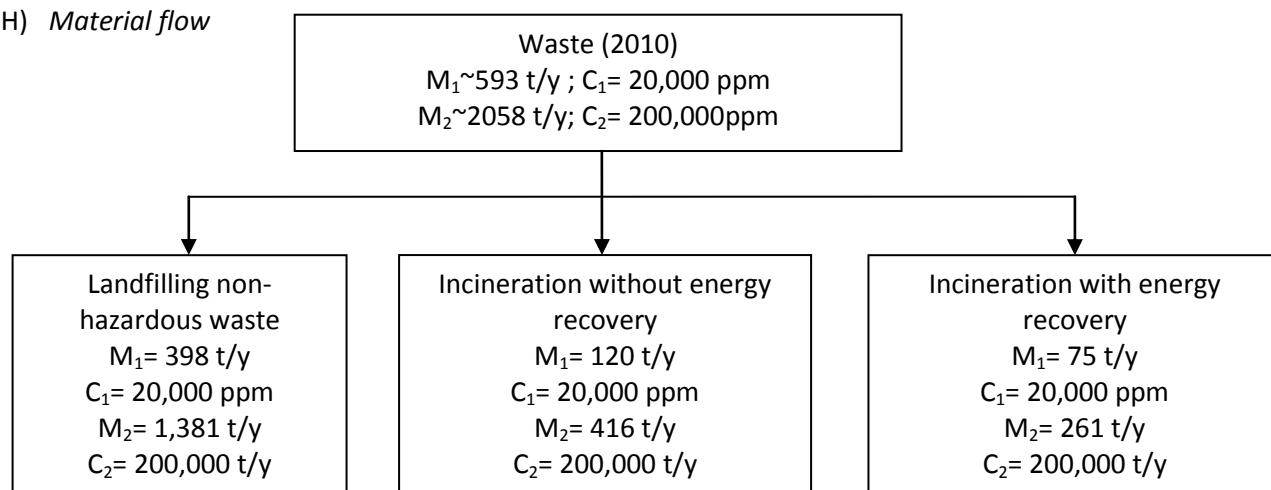 H) Material flow
Waste (2010)
M₁~593 t/y ; C₁= 20,000 ppm
M₂~2058 t/y; C₂= 200,000ppm
Landfilling non-
hazardous waste
M₁= 398 t/y
C₁= 20,000 ppm
M₂= 1,381 t/y
C₂= 200,000 t/y
Incineration without energy
recovery
M₁= 120 t/y
C₁= 20,000 ppm
M₂= 416 t/y
C₂= 200,000 t/y
Incineration with energy
recovery
M₁= 75 t/y
C₁= 20,000 ppm
M₂= 261 t/y
C₂= 200,000 t/y